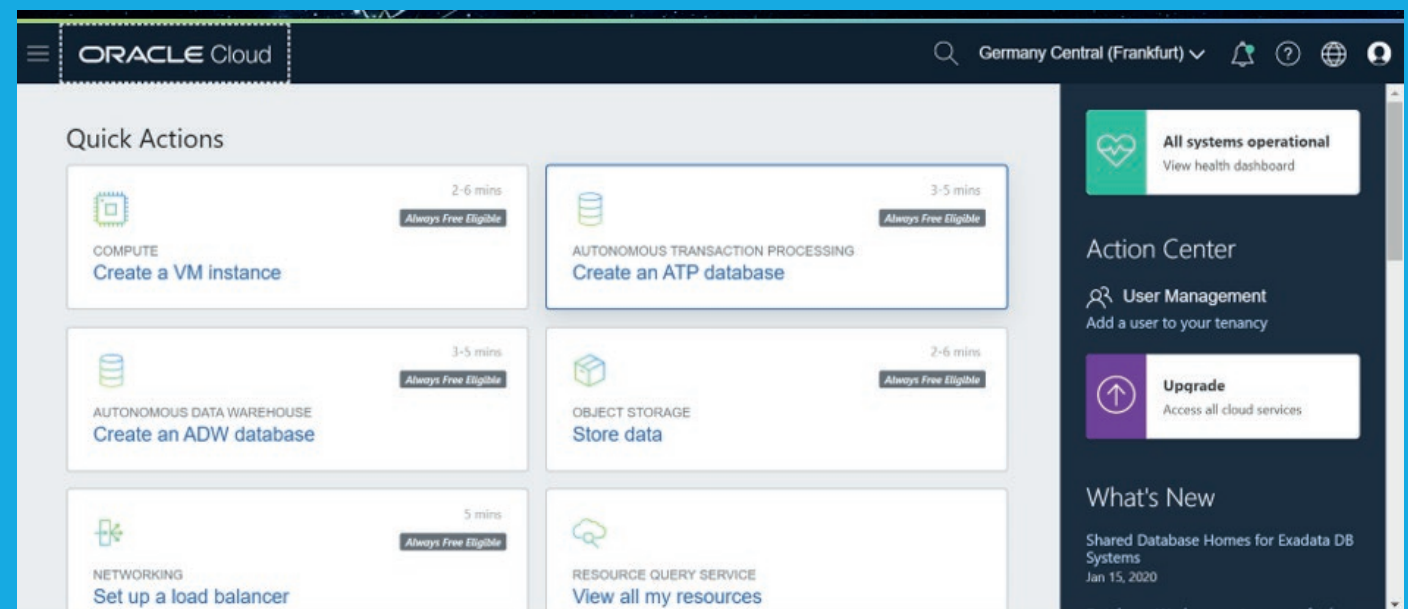 ORACLE Cloud
Germany Central (Frankfurt)
Quick Actions
2-6 mins
Always Free Eligible
COMPUTE
Create a VM instance
3-5 mins
Always Free Eligible
AUTONOMOUS TRANSACTION PROCESSING
Create an ATP database
3-5 mins
Always Free Eligible
AUTONOMOUS DATA WAREHOUSE
Create an ADW database
2-6 mins
Always Free Eligible
OBJECT STORAGE
Store data
5 mins
Always Free Eligible
NETWORKING
Set up a load balancer
RESOURCE QUERY SERVICE
View all my resources
All systems operational
View health dashboard
Action Center
User Management
Add a user to your tenancy
Upgrade
Access all cloud services
What's New
Shared Database Homes for Exadata DB
Systems
Jan 15, 2020